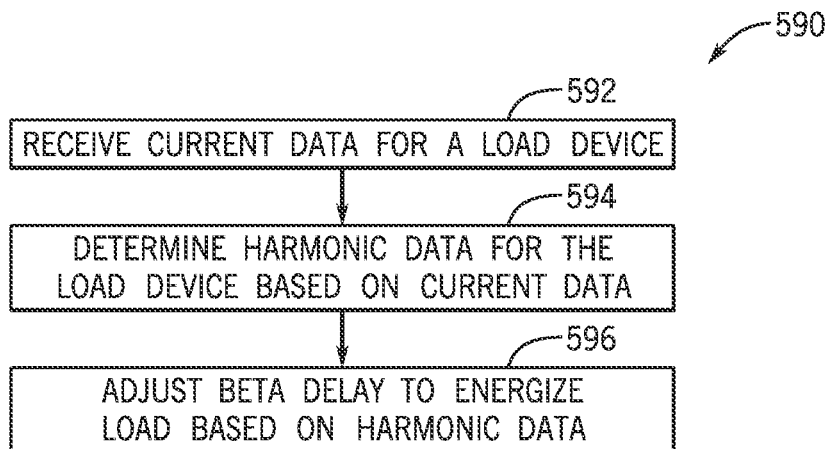 590
592
RECEIVE CURRENT DATA FOR A LOAD DEVICE
594
DETERMINE HARMONIC DATA FOR THE
LOAD DEVICE BASED ON CURRENT DATA
596
ADJUST BETA DELAY TO ENERGIZE
LOAD BASED ON HARMONIC DATA